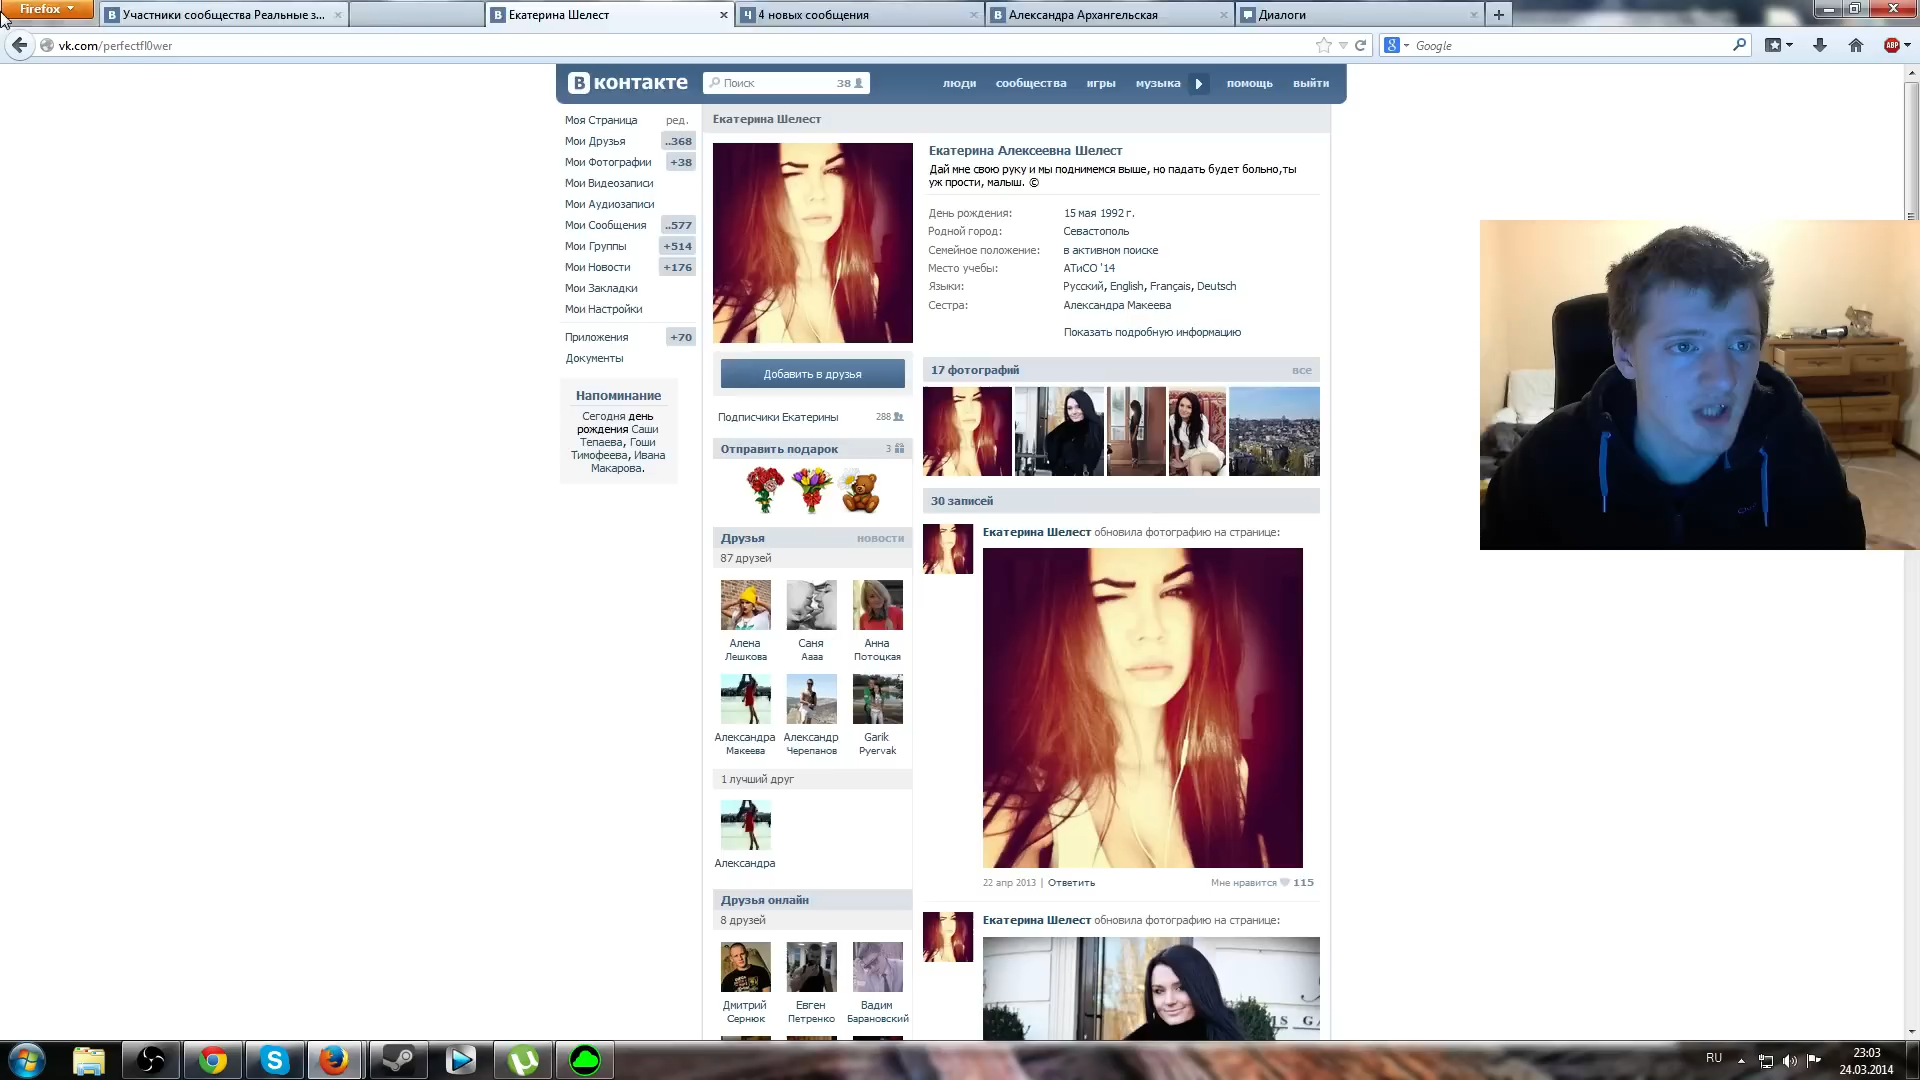 Firefox
Участники сообщества Реальные з...
Екатерина Шелест
4 новых сообщения
Александра Архангельская
Диалоги
vk.com/perfectfl0wer
Google
ABP
В контакте
Поиск
38
люди
сообщества
игры
музыка
помощь
выйти
Моя Страница
ред.
Мои Друзья
..368
Мои Фотографии
+38
Мои Видеозаписи
Мои Аудиозаписи
Мои Сообщения
..577
Мои Группы
+514
Мои Новости
+176
Мои Закладки
Мои Настройки
Приложения
+70
Документы
Напоминание
Сегодня день
рождения Саши
Тепаева, Гоши
Тимофеева, Ивана
Макарова.
Екатерина Шелест
Добавить в друзья
Подписчики Екатерины
288
Отправить подарок
3
Друзья
новости
87 друзей
Алена
Лешкова
Саня
Аааа
Анна
Потоцкая
Александра
Макеева
Александр
Черепанов
Garik
Pyervak
1 лучший друг
Александра
Друзья онлайн
8 друзей
Дмитрий
Сернюк
Евген
Петренко
Вадим
Барановский
Екатерина Алексеевна Шелест
Дай мне свою руку и мы поднимемся выше, но падать будет больно,ты
уж прости, малыш. ©
День рождения:
15 мая 1992 г.
Родной город:
Севастополь
Семейное положение:
в активном поиске
Место учебы:
АТиСО '14
Языки:
Русский, English, Français, Deutsch
Сестра:
Александра Макеева
Показать подробную информацию
17 фотографий
все
30 записей
Екатерина Шелест обновила фотографию на странице:
22 апр 2013 | Ответить
Мне нравится 115
Екатерина Шелест обновила фотографию на странице:
RU
23:03
24.03.2014